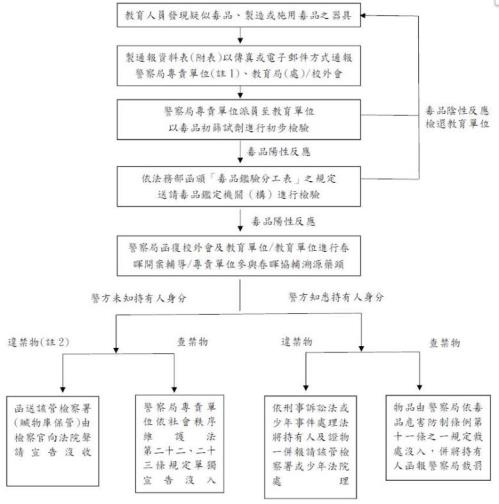 教育人員發現疑似毒品、製造或施用毒品之器具
製通報資料表(附表)以傳真或電子郵件方式通報
警察局專責單位(註1)、教育局(處)/校外會
警察局專責單位派員至教育單位
以毒品初篩試劑進行初步檢驗
毒品陰性反應
檢還教育單位
毒品陽性反應
依法務部函頒「毒品鑑驗分工表」之規定
送請毒品鑑定機關(構)進行檢驗
毒品陽性反應
警察局函復校外會及教育單位/教育單位進行春
暉開案輔導/專責單位參與春暉協輔溯源藥頭
警方未知持有人身分
警方知悉持有人身分
違禁物(註2)
查禁物
違禁物
查禁物
函送該管檢察署
(贓物庫保管)由
檢察官向法院聲
請宣告沒收
警察局專責單
位依社會秩序
維護法
第二十二、二十
三條規定單獨
宣告沒入
依刑事訴訟法或
少年事件處理法
將持有人及證物
一併報請該管檢
察署或少年法院
處理
物品由警察局依毒
品危害防制條例第
十一條之一規定裁
處沒入,併將持有
人函報警察局裁罰